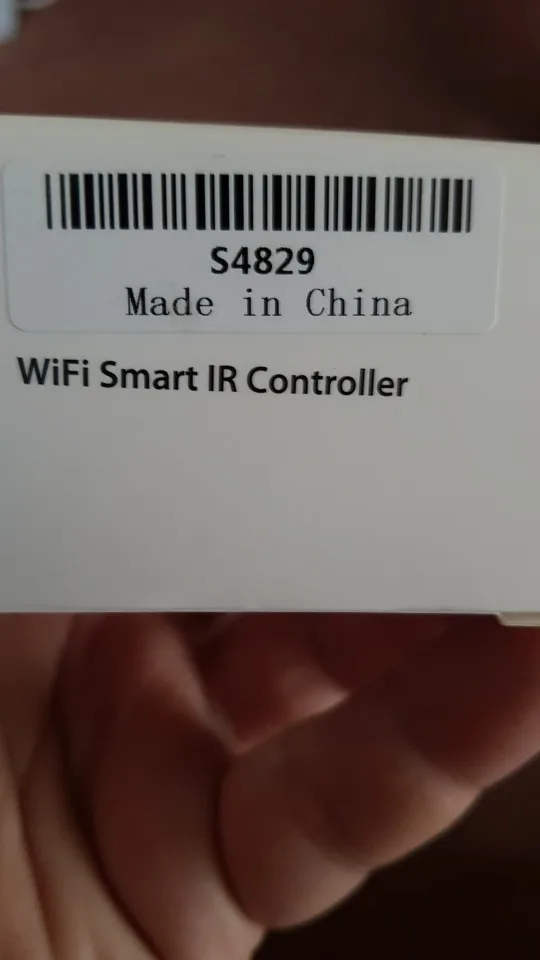 S4829
Made in China
WiFi Smart IR Controller